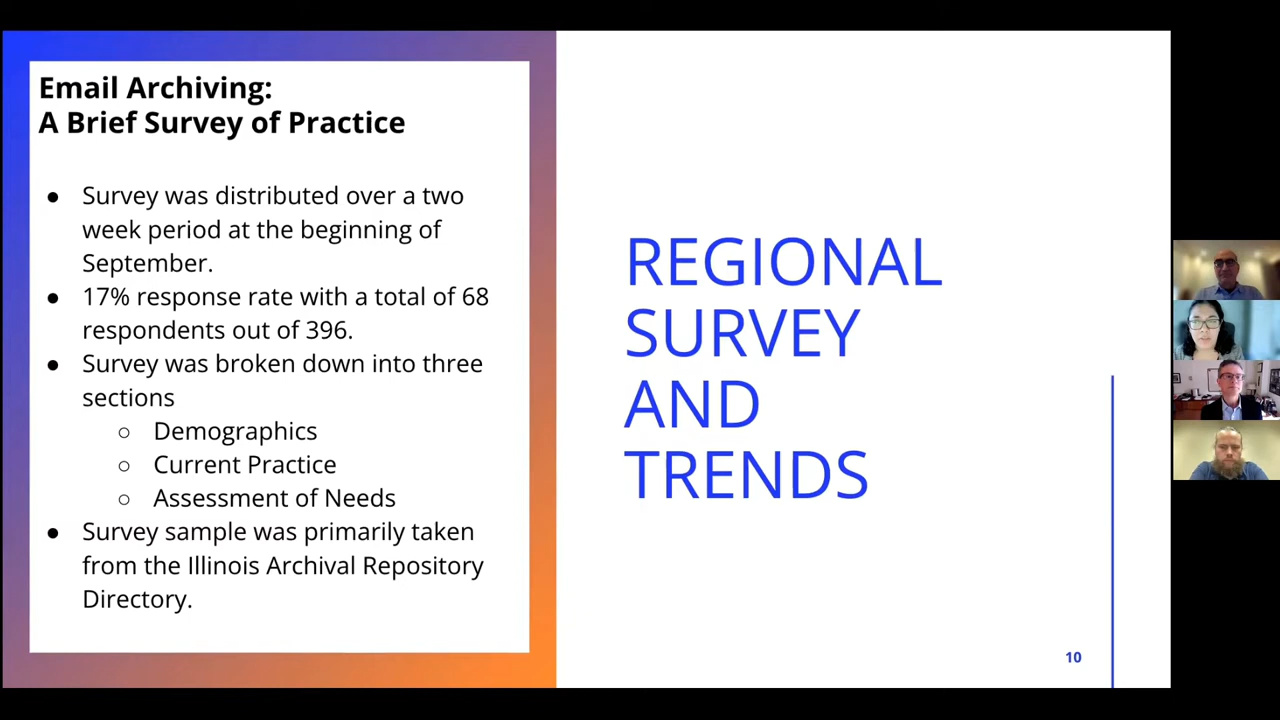 Email Archiving:
A Brief Survey of Practice
● Survey was distributed over a two
week period at the beginning of
September.
● 17% response rate with a total of 68
respondents out of 396.
● Survey was broken down into three
sections
○ Demographics
○ Current Practice
○ Assessment of Needs
● Survey sample was primarily taken
from the Illinois Archival Repository
Directory.
REGIONAL
SURVEY
AND
TRENDS
10